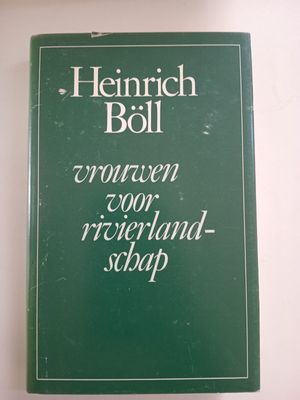 Heinrich
Böll
vrouwen
voor
rivierland-
schap